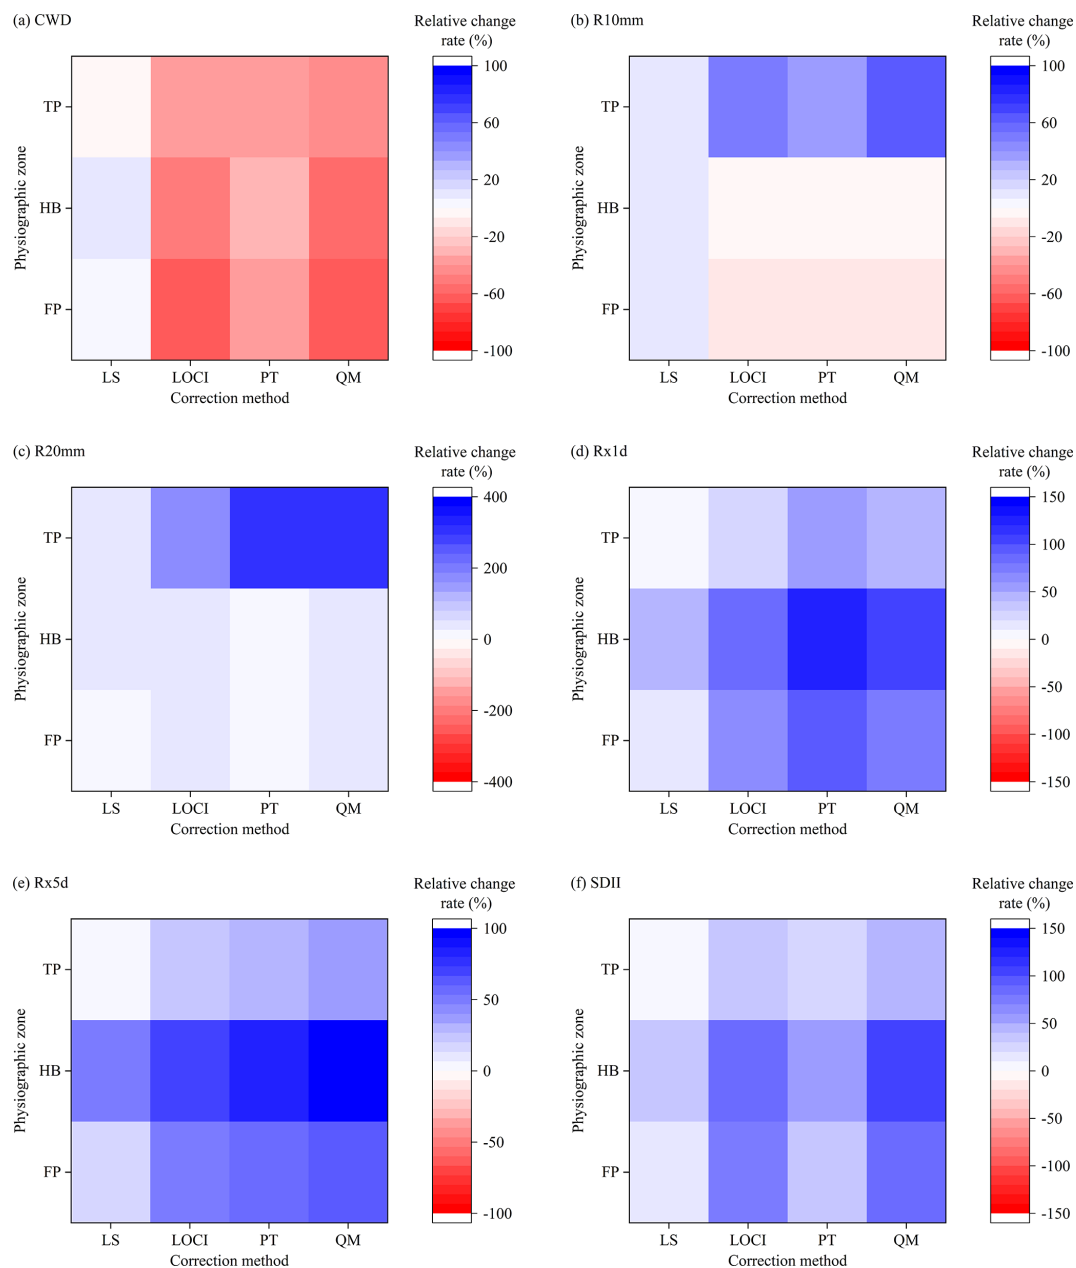 (a) CWD
Relative change
rate (%)
100
60
20
-20
-60
-100
TP
HB
FP
Physiographic zone
LS LOCI PT QM
Correction method
(b) R10mm
Relative change
rate (%)
100
60
20
-20
-60
-100
TP
HB
FP
Physiographic zone
LS LOCI PT QM
Correction method
(c) R20mm
Relative change
rate (%)
400
200
0
-200
-400
TP
HB
FP
Physiographic zone
LS LOCI PT QM
Correction method
(d) Rx1d
Relative change
rate (%)
150
100
50
0
-50
-100
-150
TP
HB
FP
Physiographic zone
LS LOCI PT QM
Correction method
(e) Rx5d
Relative change
rate (%)
100
50
0
-50
-100
TP
HB
FP
Physiographic zone
LS LOCI PT QM
Correction method
(f) SDII
Relative change
rate (%)
150
100
50
0
-50
-100
-150
TP
HB
FP
Physiographic zone
LS LOCI PT QM
Correction method